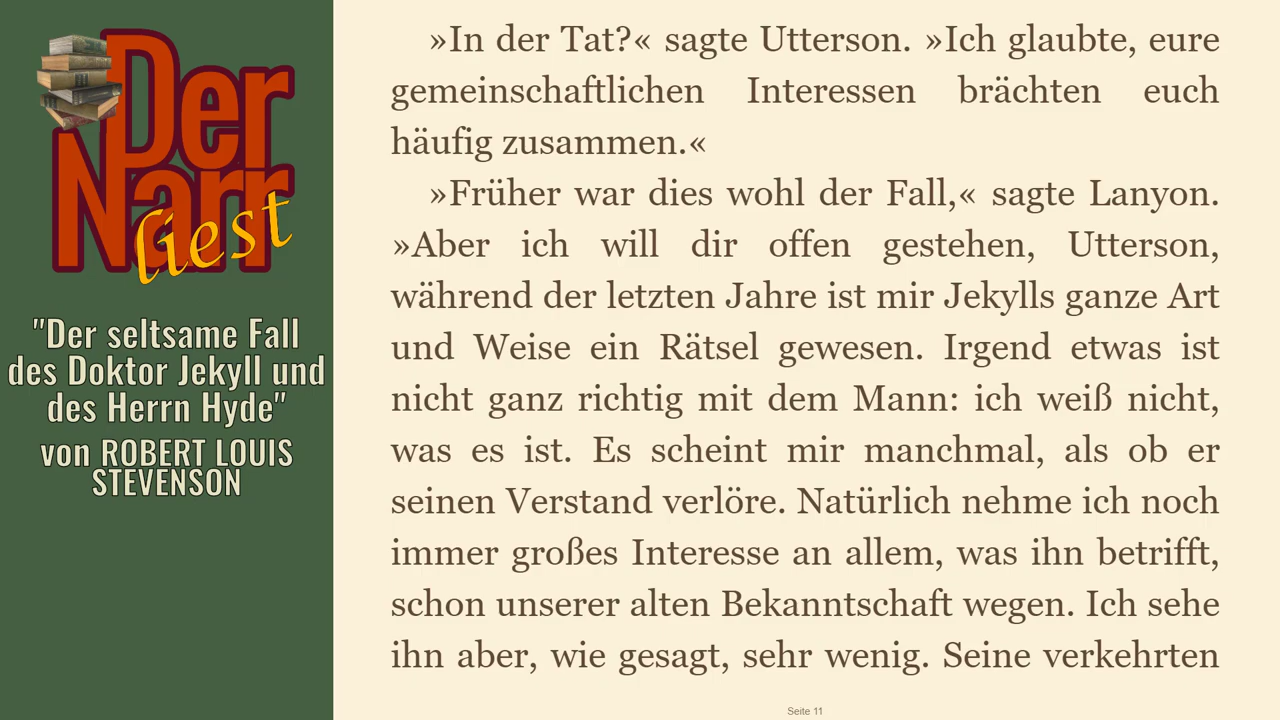 Der
Narr
liest
"Der seltsame Fall
des Doktor Jekyll und
des Herrn Hyde"
von ROBERT LOUIS
STEVENSON
»In der Tat?« sagte Utterson. »Ich glaubte, eure
gemeinschaftlichen Interessen brächten euch
häufig zusammen.«
»Früher war dies wohl der Fall,« sagte Lanyon.
»Aber ich will dir offen gestehen, Utterson,
während der letzten Jahre ist mir Jekylls ganze Art
und Weise ein Rätsel gewesen. Irgend etwas ist
nicht ganz richtig mit dem Mann: ich weiß nicht,
was es ist. Es scheint mir manchmal, als ob er
seinen Verstand verlöre. Natürlich nehme ich noch
immer großes Interesse an allem, was ihn betrifft,
schon unserer alten Bekanntschaft wegen. Ich sehe
ihn aber, wie gesagt, sehr wenig. Seine verkehrten
Seite 11